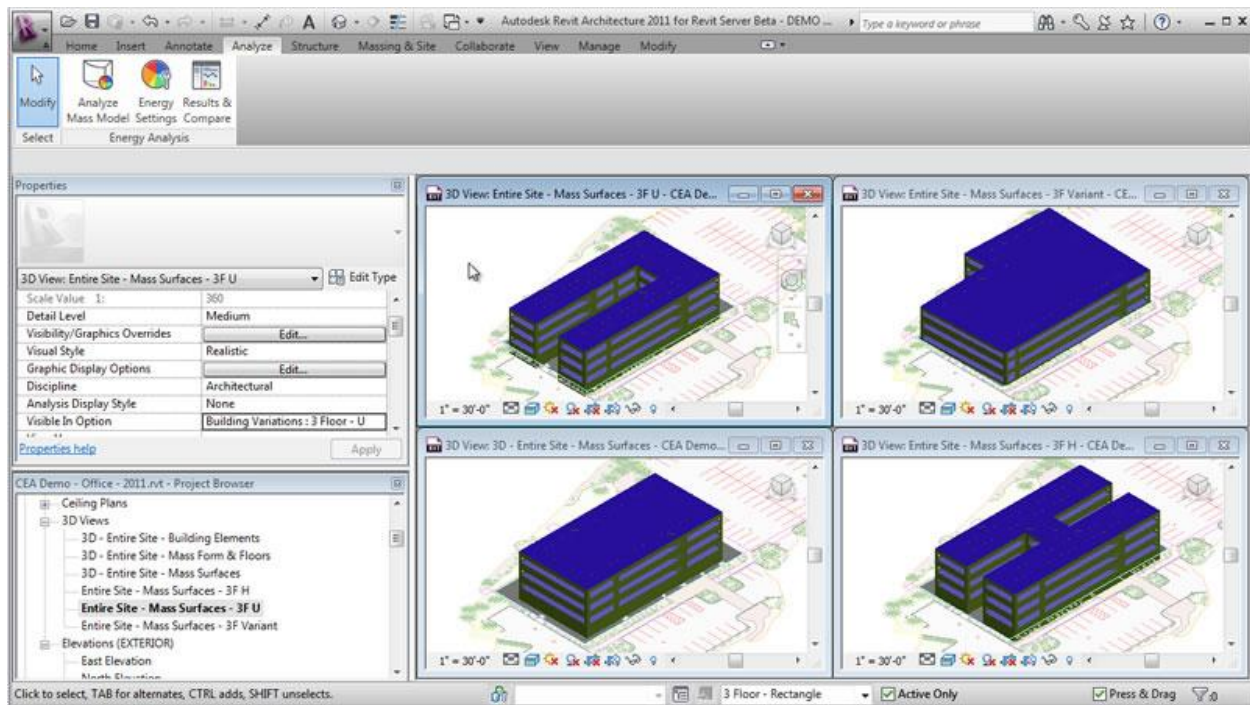 Autodesk Revit Architecture 2011 for Revit Server Beta - DEMO ...
Type a keyword or phrase
Home Insert Annotate Analyze Structure Massing & Site Collaborate View Manage Modify
Modify
Analyze Mass Model
Energy Settings
Results & Compare
Select
Energy Analysis
Properties
3D View: Entire Site - Mass Surfaces - 3F U
Edit Type
Scale Value 1: 360
Detail Level Medium
Visibility/Graphics Overrides Edit...
Visual Style Realistic
Graphic Display Options Edit...
Discipline Architectural
Analysis Display Style None
Visible In Option Building Variations : 3 Floor - U
Properties help
Apply
CEA Demo - Office - 2011.rvt - Project Browser
Ceiling Plans
3D Views
3D - Entire Site - Building Elements
3D - Entire Site - Mass Form & Floors
3D - Entire Site - Mass Surfaces
Entire Site - Mass Surfaces - 3F H
Entire Site - Mass Surfaces - 3F U
Entire Site - Mass Surfaces - 3F Variant
Elevations (EXTERIOR)
East Elevation
North Elevation
3D View: Entire Site - Mass Surfaces - 3F U - CEA De...
1" = 30'-0"
3D View: Entire Site - Mass Surfaces - 3F Variant - CE...
1" = 30'-0"
3D View: 3D - Entire Site - Mass Surfaces - CEA Demo...
1" = 30'-0"
3D View: Entire Site - Mass Surfaces - 3F H - CEA De...
1" = 30'-0"
Click to select, TAB for alternates, CTRL adds, SHIFT unselects.
3 Floor - Rectangle
Active Only
Press & Drag
:0